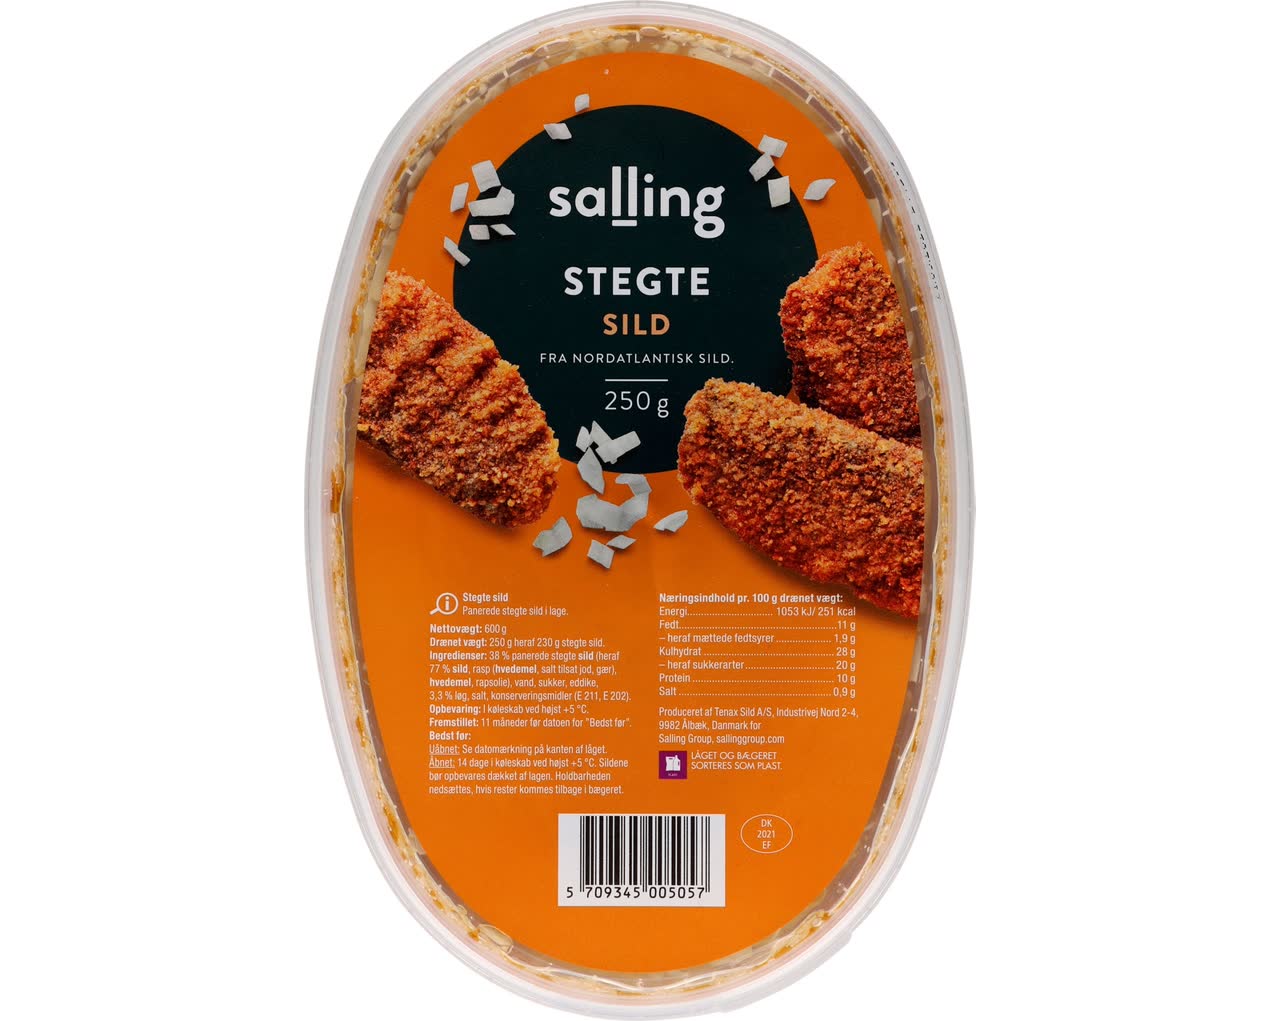 salling
STEGTE
SILD
FRA NORDATLANTISK SILD.
250 g
Stegte sild
Panerede stegte sild i lage.
Nettovægt: 600 g
Drænet vægt: 250 g heraf 230 g stegte sild.
Ingredienser: 38 % panerede stegte sild (heraf
77 % sild, rasp (hvedemel, salt tilsat jod, gær),
hvedemel, rapsolie), vand, sukker, eddike,
3,3 % løg, salt, konserveringsmidler (E 211, E 202).
Opbevaring: I køleskab ved højst +5 °C.
Fremstillet: 11 måneder før datoen for "Bedst før".
Bedst før:
Uåbnet: Se datomærkning på kanten af låget.
Åbnet: 14 dage i køleskab ved højst +5 °C. Sildene
bør opbevares dækket af lagen. Holdbarheden
nedsættes, hvis rester kommes tilbage i bægeret.
Næringsindhold pr. 100 g drænet vægt:
Energi............................. 1053 kJ/ 251 kcal
Fedt.....................................................11 g
– heraf mættede fedtsyrer .................. 1,9 g
Kulhydrat ............................................ 28 g
– heraf sukkerarter.............................. 20 g
Protein ................................................ 10 g
Salt ..................................................... 0,9 g
Produceret af Tenax Sild A/S, Industrivej Nord 2-4,
9982 Ålbæk, Danmark for
Salling Group, sallinggroup.com
PLAST
LÅGET OG BÆGERET
SORTERES SOM PLAST.
DK
2021
EF
5 709345 005057